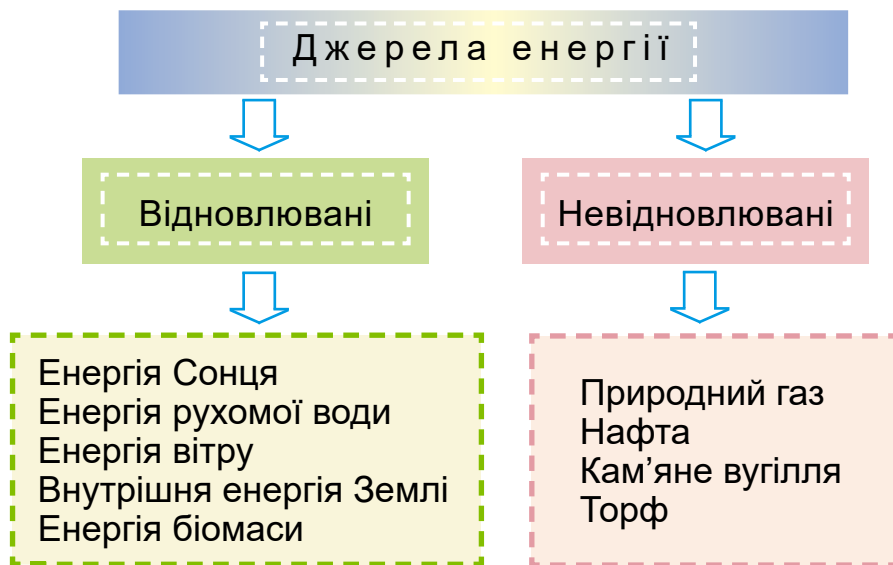 Джерела енергії
Відновлювані
Невідновлювані
Енергія Сонця
Енергія рухомої води
Енергія вітру
Внутрішня енергія Землі
Енергія біомаси
Природний газ
Нафта
Кам’яне вугілля
Торф